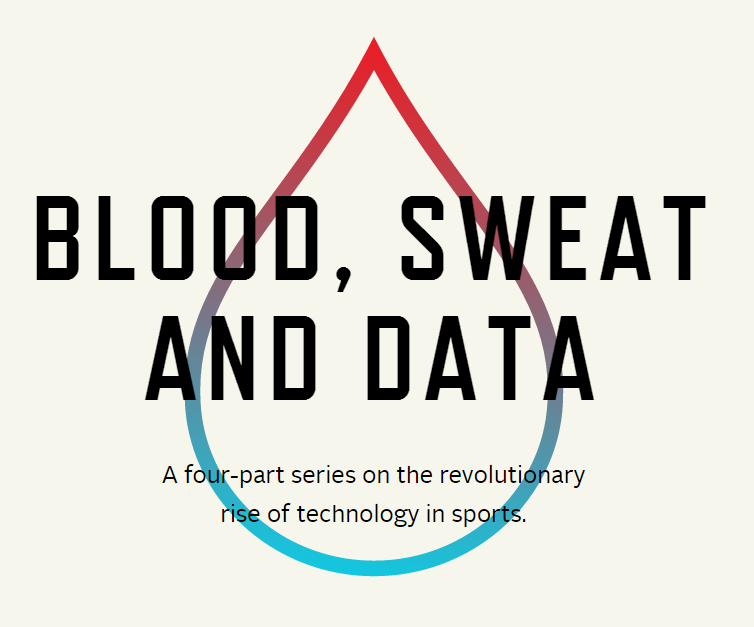 BLOOD, SWEAT
AND DATA
A four-part series on the revolutionary
rise of technology in sports.